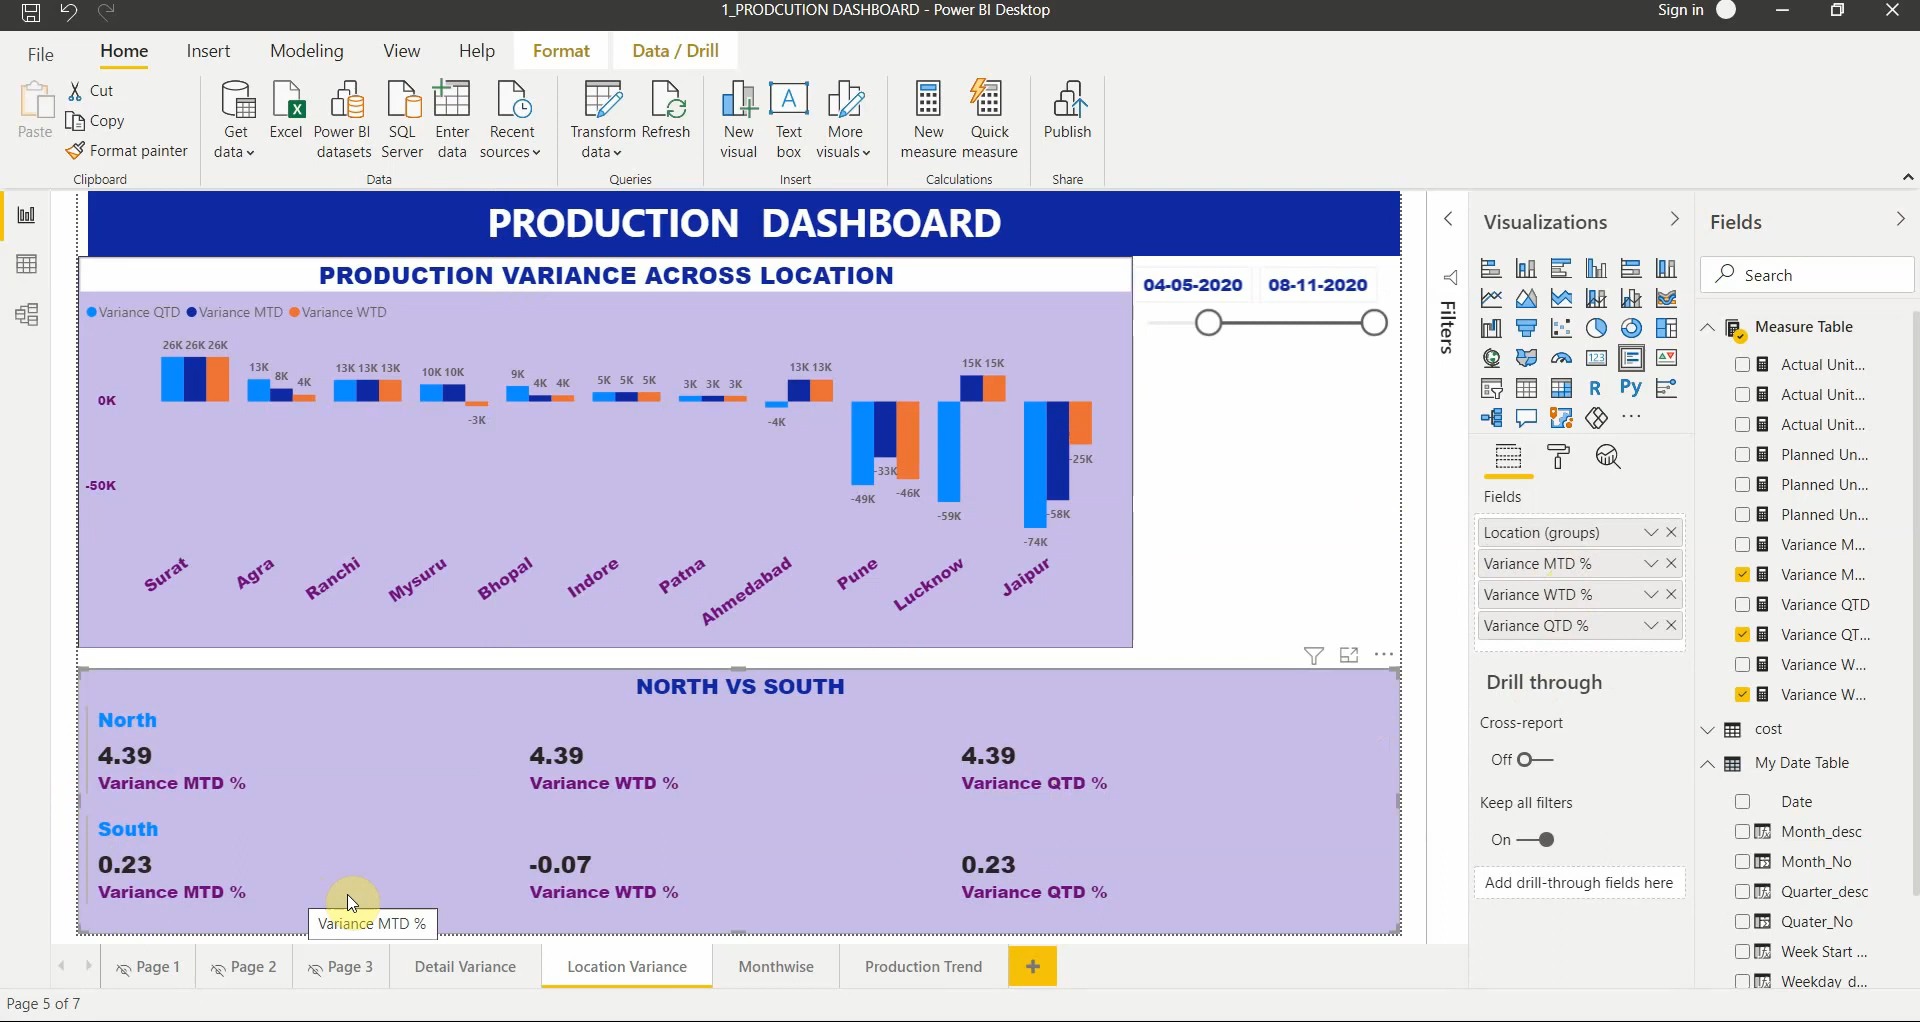 1_PRODCUTION DASHBOARD - Power BI Desktop
Sign in
File
Home
Insert
Modeling
View
Help
Format
Data / Drill
Paste
Cut
Copy
Format painter
Clipboard
Get data
Excel
Power BI datasets
SQL Server
Enter data
Recent sources
Data
Transform data
Refresh
Queries
New visual
Text box
More visuals
Insert
New measure
Quick measure
Calculations
Publish
Share
PRODUCTION DASHBOARD
PRODUCTION VARIANCE ACROSS LOCATION
Variance QTD Variance MTD Variance WTD
04-05-2020
08-11-2020
0K
-50K
26K 26K 26K
13K 8K 4K
13K 13K 13K
10K 10K -3K
9K 4K 4K
5K 5K 5K
3K 3K 3K
-4K 13K 13K
-49K -33K -46K
-59K 15K 15K
-74K -58K -25K
Surat
Agra
Ranchi
Mysuru
Bhopal
Indore
Patna
Ahmedabad
Pune
Lucknow
Jaipur
NORTH VS SOUTH
North
4.39 4.39 4.39
Variance MTD % Variance WTD % Variance QTD %
South
0.23 -0.07 0.23
Variance MTD % Variance WTD % Variance QTD %
Variance MTD %
Filters
Visualizations
123
R
Py
Fields
Location (groups)
Variance MTD %
Variance WTD %
Variance QTD %
Drill through
Cross-report
Off
Keep all filters
On
Add drill-through fields here
Fields
Search
Measure Table
Actual Unit...
Actual Unit...
Actual Unit...
Planned Un...
Planned Un...
Planned Un...
Variance M...
Variance M...
Variance QTD
Variance QT...
Variance W...
Variance W...
cost
My Date Table
Date
Month_desc
Month_No
Quarter_desc
Quater_No
Week Start ...
Weekday_d...
Page 1
Page 2
Page 3
Detail Variance
Location Variance
Monthwise
Production Trend
Page 5 of 7